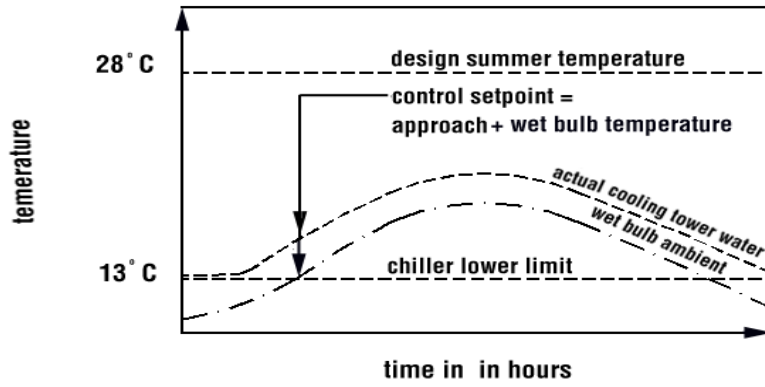 28°C
design summer temperature
control setpoint =
approach + wet bulb temperature
temerature
actual cooling tower water
wet bulb ambient
13°C
chiller lower limit
time in in hours